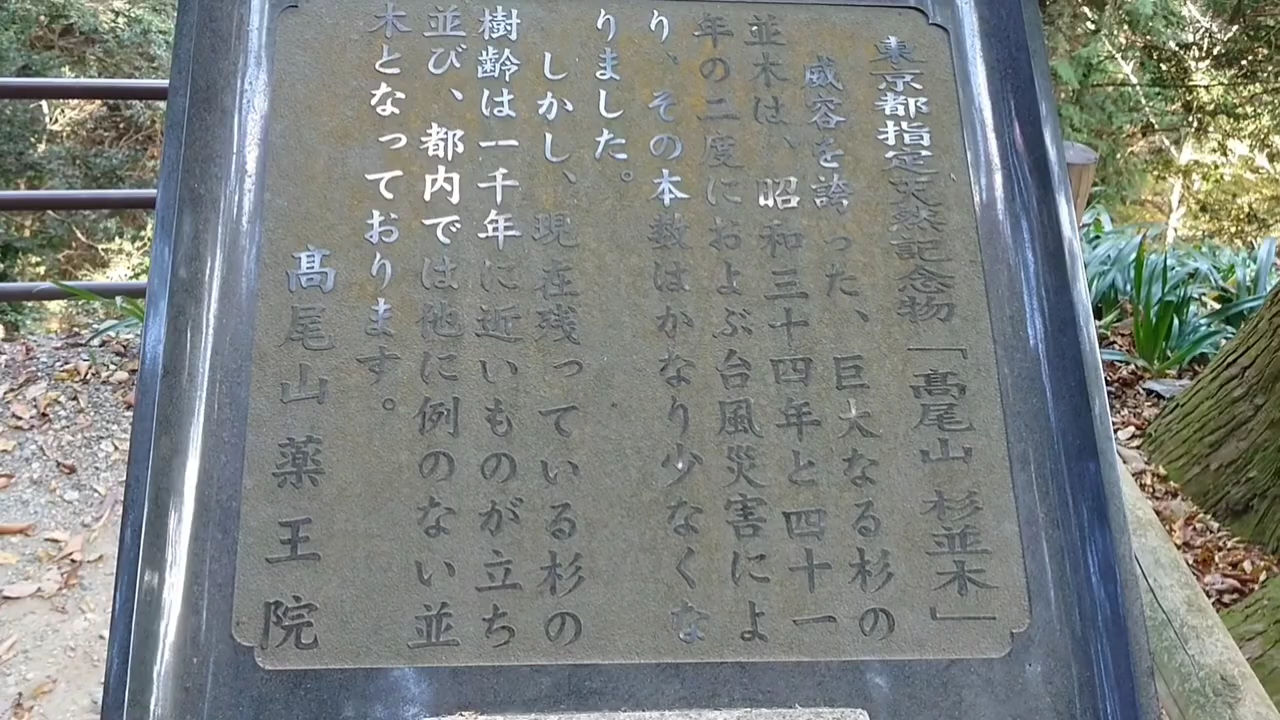 東京都指定天然記念物「髙尾山 杉並木」
威容を誇った、巨大なる杉の
並木は、昭和三十四年と四十一
年の二度におよぶ台風災害によ
り、その本数はかなり少なくな
りました。
しかし、現在残っている杉の
樹齢は一千年に近いものが立ち
並び、都内では他に例のない並
木となっております。
髙尾山薬王院